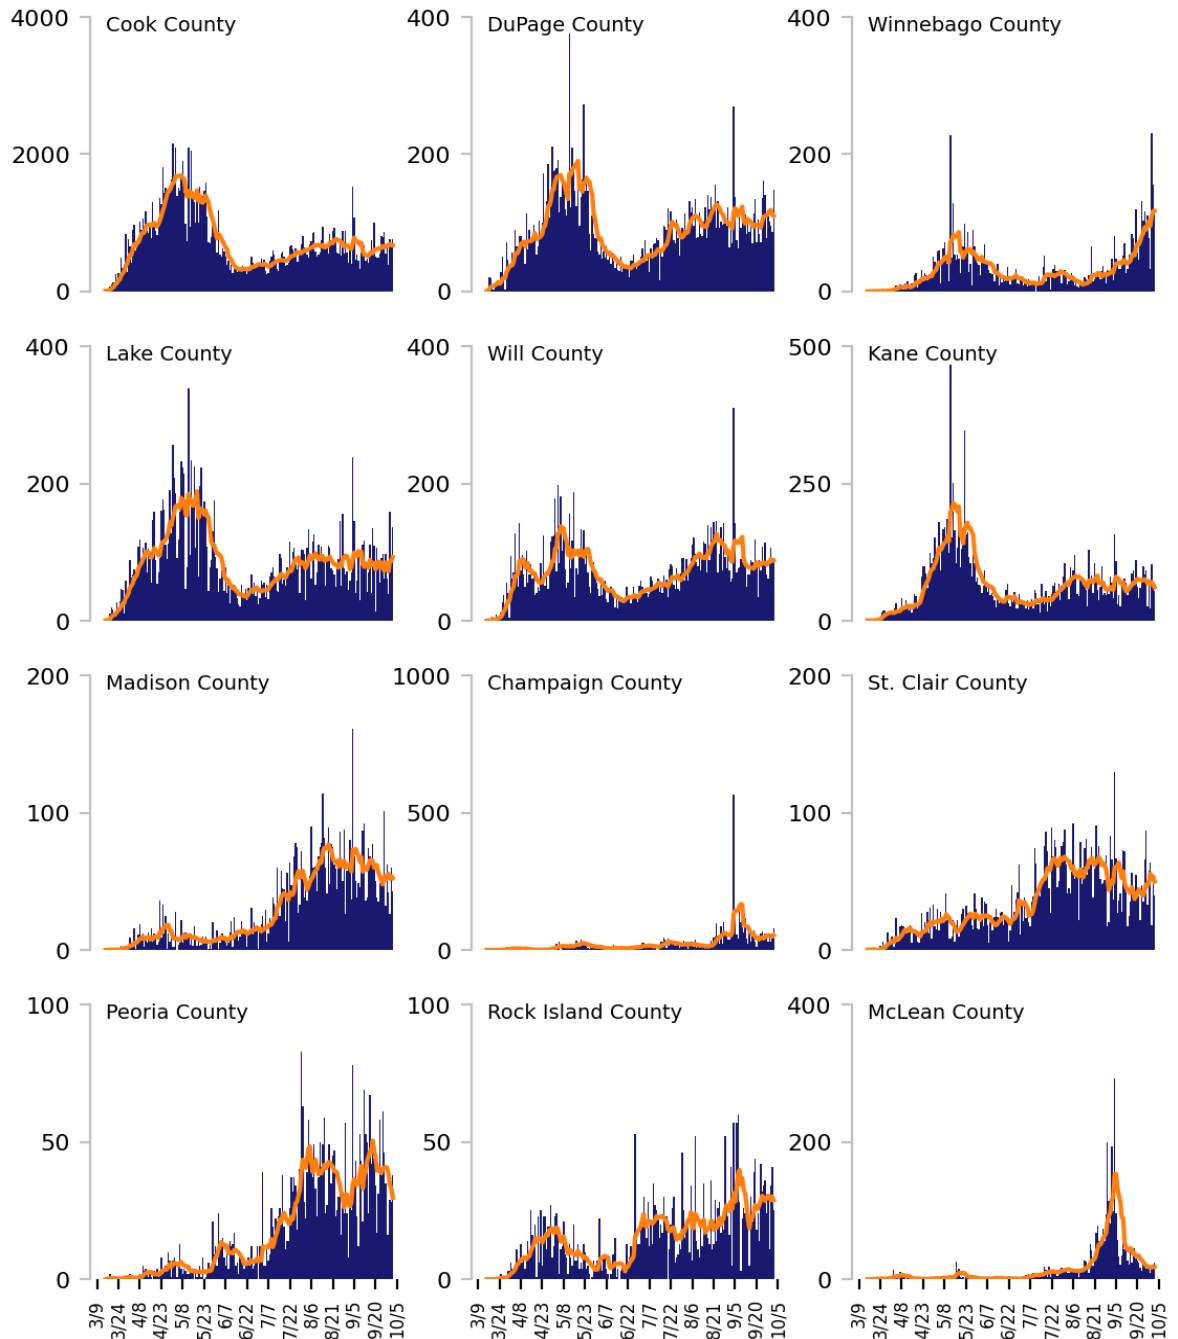 4000
2000
0
Cook County
400
200
0
DuPage County
400
200
0
Winnebago County
400
200
0
Lake County
400
200
0
Will County
500
250
0
Kane County
200
100
0
Madison County
1000
500
0
Champaign County
200
100
0
St. Clair County
100
50
0
Peoria County
100
50
0
Rock Island County
400
200
0
McLean County
3/9 3/24 4/8 4/23 5/8 5/23 6/7 6/22 7/7 7/22 8/6 8/21 9/5 9/20 10/5
3/9 3/24 4/8 4/23 5/8 5/23 6/7 6/22 7/7 7/22 8/6 8/21 9/5 9/20 10/5
3/9 3/24 4/8 4/23 5/8 5/23 6/7 6/22 7/7 7/22 8/6 8/21 9/5 9/20 10/5